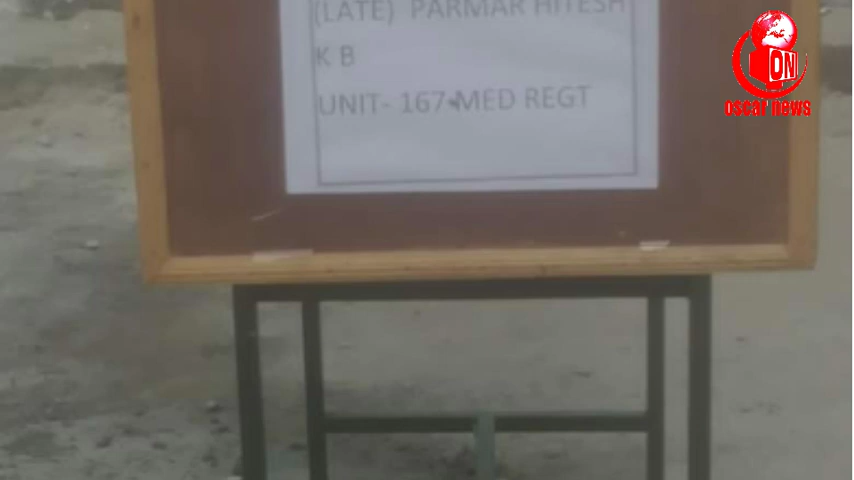 (LATE) PARMAR HITESH
K B
UNIT- 167 MED REGT
ON
oscar news